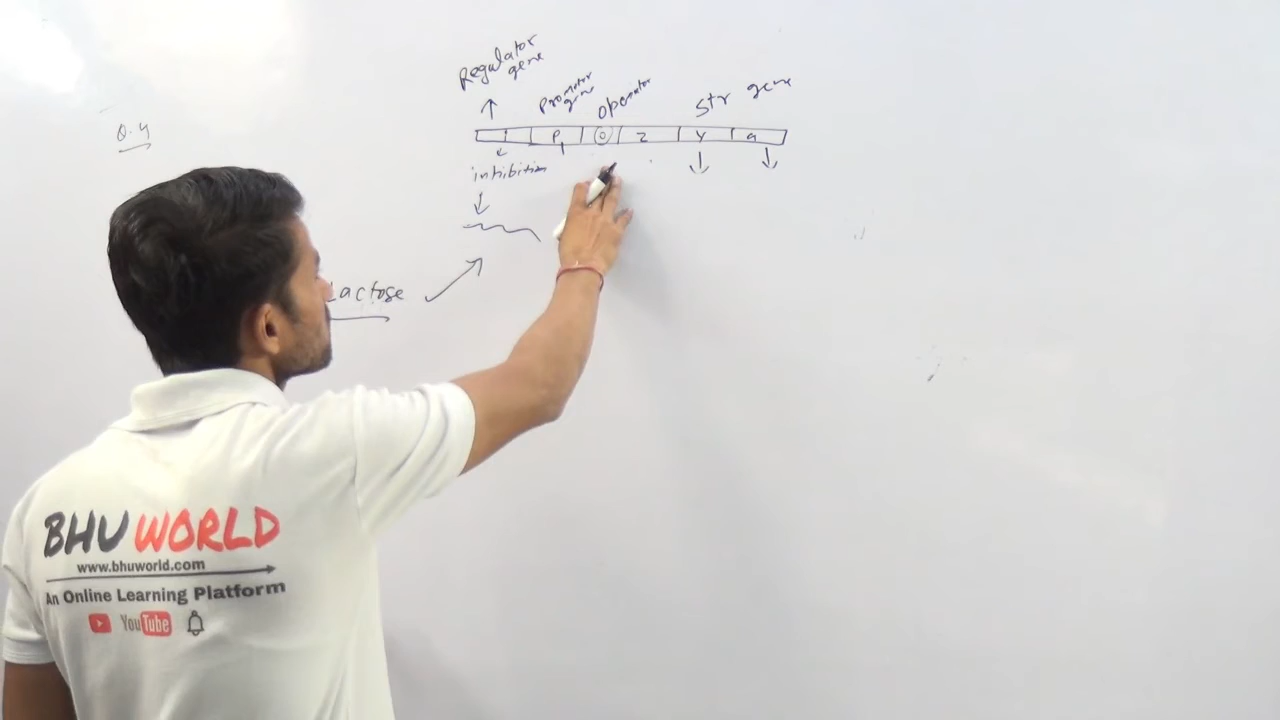 Regulator
gene
Promotor
gene
Operator
Str gene
Q.4
i P O z y a
inhibition
Lactose
BHU WORLD
www.bhuworld.com
An Online Learning Platform
YouTube